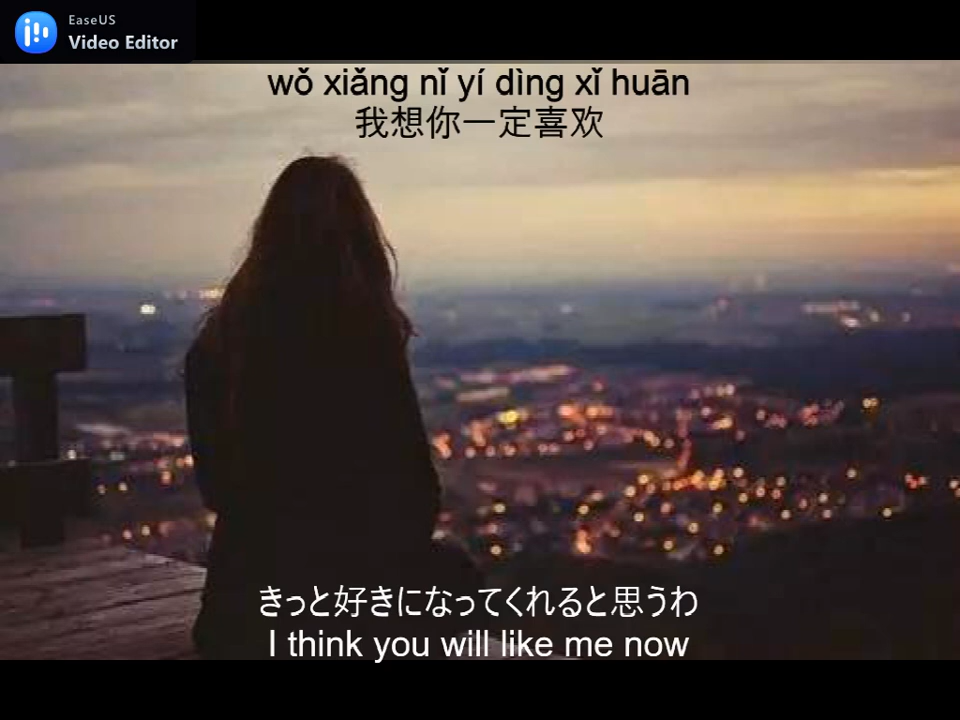 EaseUS
Video Editor
wǒ xiǎng nǐ yí dìng xǐ huān
我想你一定喜欢
きっと好きになってくれると思うわ
I think you will like me now